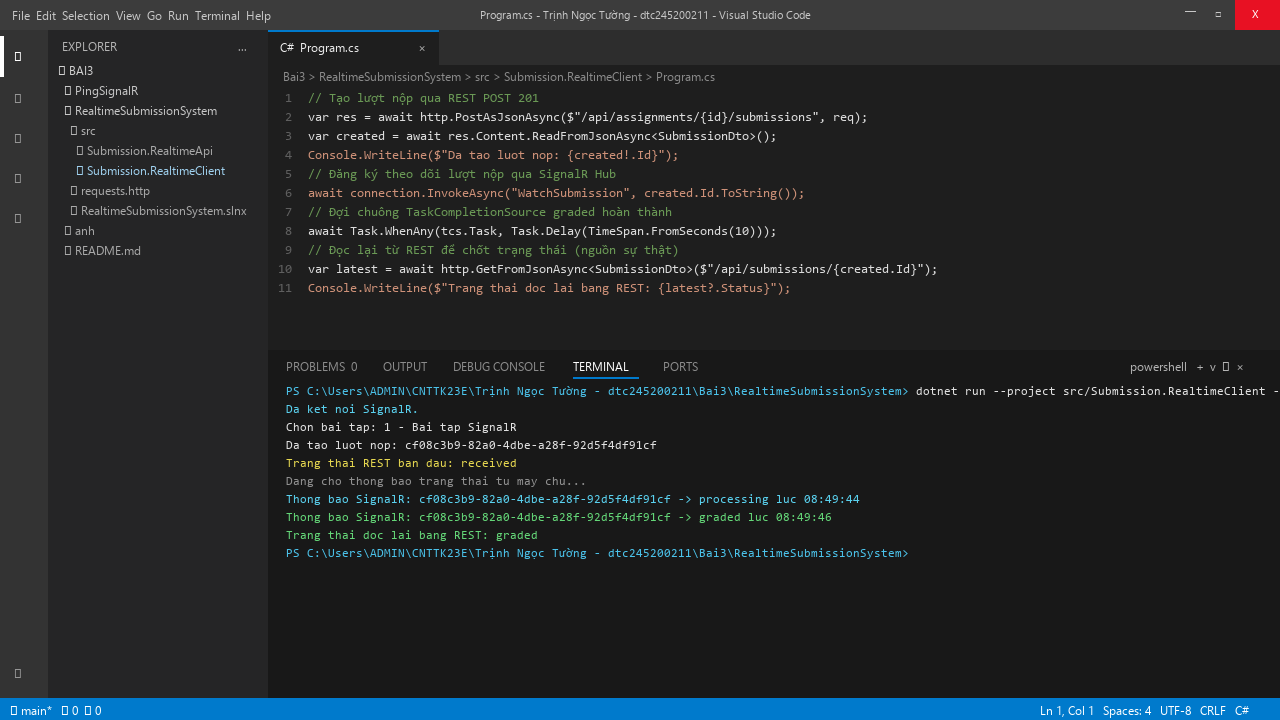 File Edit Selection View Go Run Terminal Help
Program.cs - Trịnh Ngọc Tường - dtc245200211 - Visual Studio Code
EXPLORER ...
BAI3
PingSignalR
RealtimeSubmissionSystem
src
Submission.RealtimeApi
Submission.RealtimeClient
requests.http
RealtimeSubmissionSystem.slnx
anh
README.md
C# Program.cs ×
Bai3 > RealtimeSubmissionSystem > src > Submission.RealtimeClient > Program.cs
1 // Tạo lượt nộp qua REST POST 201
2 var res = await http.PostAsJsonAsync($"/api/assignments/{id}/submissions", req);
3 var created = await res.Content.ReadFromJsonAsync<SubmissionDto>();
4 Console.WriteLine($"Da tao luot nop: {created!.Id}");
5 // Đăng ký theo dõi lượt nộp qua SignalR Hub
6 await connection.InvokeAsync("WatchSubmission", created.Id.ToString());
7 // Đợi chuông TaskCompletionSource graded hoàn thành
8 await Task.WhenAny(tcs.Task, Task.Delay(TimeSpan.FromSeconds(10)));
9 // Đọc lại từ REST để chốt trạng thái (nguồn sự thật)
10 var latest = await http.GetFromJsonAsync<SubmissionDto>($"/api/submissions/{created.Id}");
11 Console.WriteLine($"Trang thai doc lai bang REST: {latest?.Status}");
PROBLEMS 0 OUTPUT DEBUG CONSOLE TERMINAL PORTS powershell + v ×
PS C:\Users\ADMIN\CNTTK23E\Trịnh Ngọc Tường - dtc245200211\Bai3\RealtimeSubmissionSystem> dotnet run --project src/Submission.RealtimeClient -
Da ket noi SignalR.
Chon bai tap: 1 - Bai tap SignalR
Da tao luot nop: cf08c3b9-82a0-4dbe-a28f-92d5f4df91cf
Trang thai REST ban dau: received
Dang cho thong bao trang thai tu may chu...
Thong bao SignalR: cf08c3b9-82a0-4dbe-a28f-92d5f4df91cf -> processing luc 08:49:44
Thong bao SignalR: cf08c3b9-82a0-4dbe-a28f-92d5f4df91cf -> graded luc 08:49:46
Trang thai doc lai bang REST: graded
PS C:\Users\ADMIN\CNTTK23E\Trịnh Ngọc Tường - dtc245200211\Bai3\RealtimeSubmissionSystem>
main* 0 0 Ln 1, Col 1 Spaces: 4 UTF-8 CRLF C#